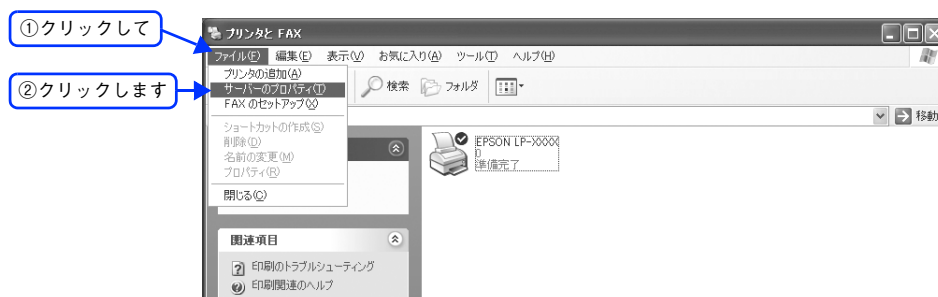 ①クリックして
②クリックします
プリンタと FAX
ファイル(F) 編集(E) 表示(V) お気に入り(A) ツール(T) ヘルプ(H)
プリンタの追加(A)
サーバーのプロパティ(T)
FAX のセットアップ(X)
ショートカットの作成(S)
削除(D)
名前の変更(M)
プロパティ(R)
閉じる(C)
検索 フォルダ
移動
EPSON LP-XXXX
0
準備完了
関連項目
印刷のトラブルシューティング
印刷関連のヘルプ